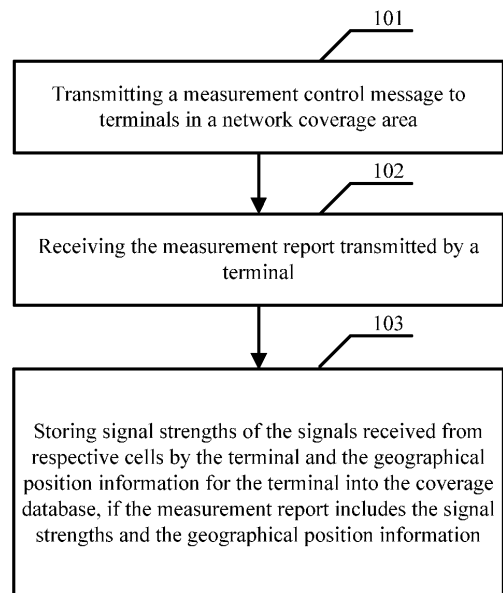 101
Transmitting a measurement control message to
terminals in a network coverage area
102
Receiving the measurement report transmitted by a
terminal
103
Storing signal strengths of the signals received from
respective cells by the terminal and the geographical
position information for the terminal into the coverage
database, if the measurement report includes the signal
strengths and the geographical position information